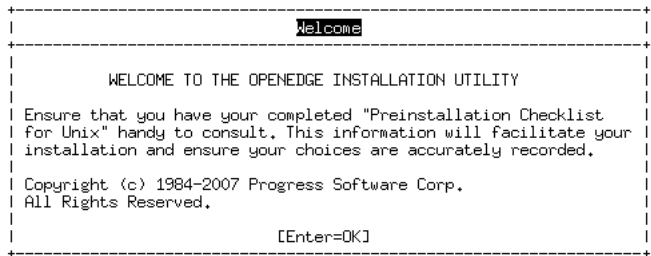 Welcome
WELCOME TO THE OPENEDGE INSTALLATION UTILITY
Ensure that you have your completed "Preinstallation Checklist
for Unix" handy to consult. This information will facilitate your
installation and ensure your choices are accurately recorded.
Copyright (c) 1984-2007 Progress Software Corp.
All Rights Reserved.
[Enter=OK]